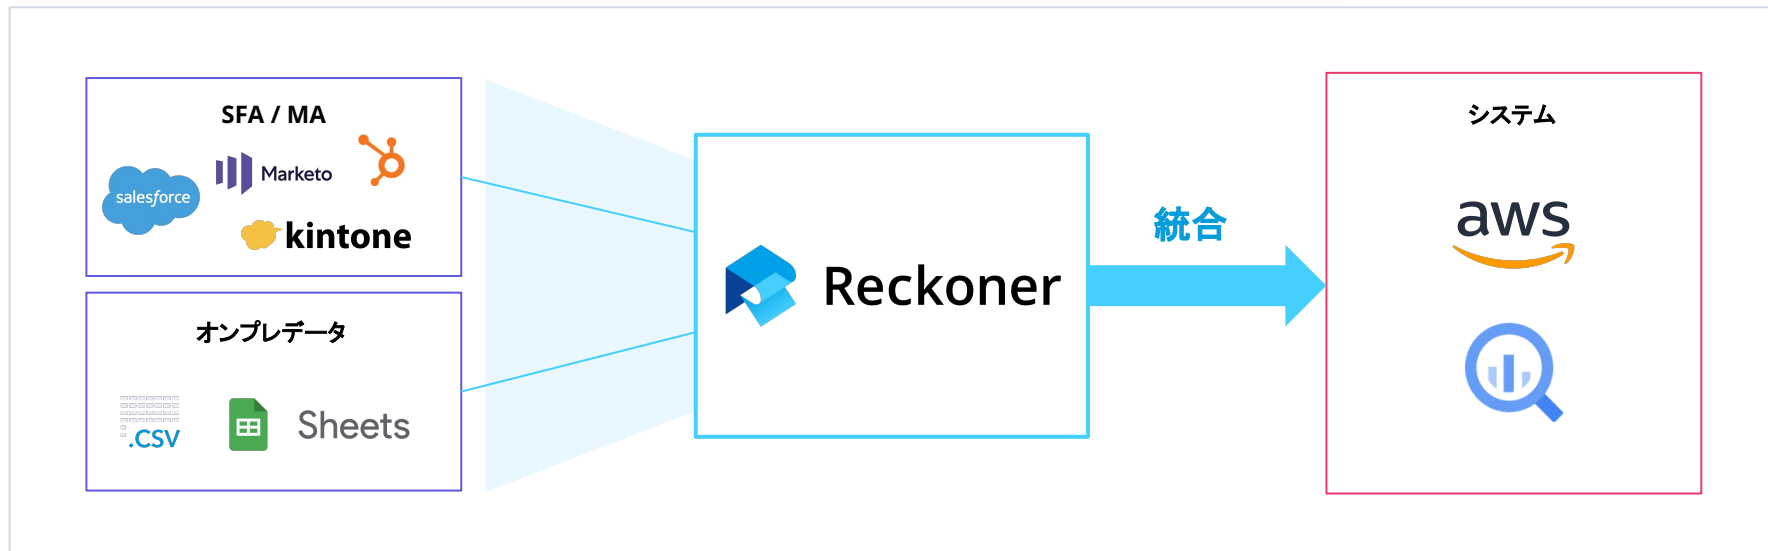 SFA / MA
salesforce
Marketo
kintone
オンプレデータ
.CSV
Sheets
Reckoner
統合
システム
aws